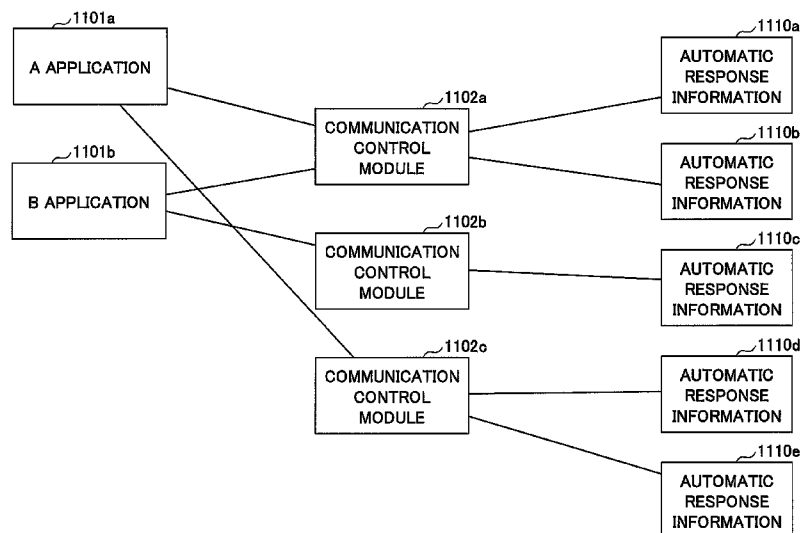 1101a
A APPLICATION
1101b
B APPLICATION
1102a
COMMUNICATION
CONTROL
MODULE
1102b
COMMUNICATION
CONTROL
MODULE
1102c
COMMUNICATION
CONTROL
MODULE
1110a
AUTOMATIC
RESPONSE
INFORMATION
1110b
AUTOMATIC
RESPONSE
INFORMATION
1110c
AUTOMATIC
RESPONSE
INFORMATION
1110d
AUTOMATIC
RESPONSE
INFORMATION
1110e
AUTOMATIC
RESPONSE
INFORMATION